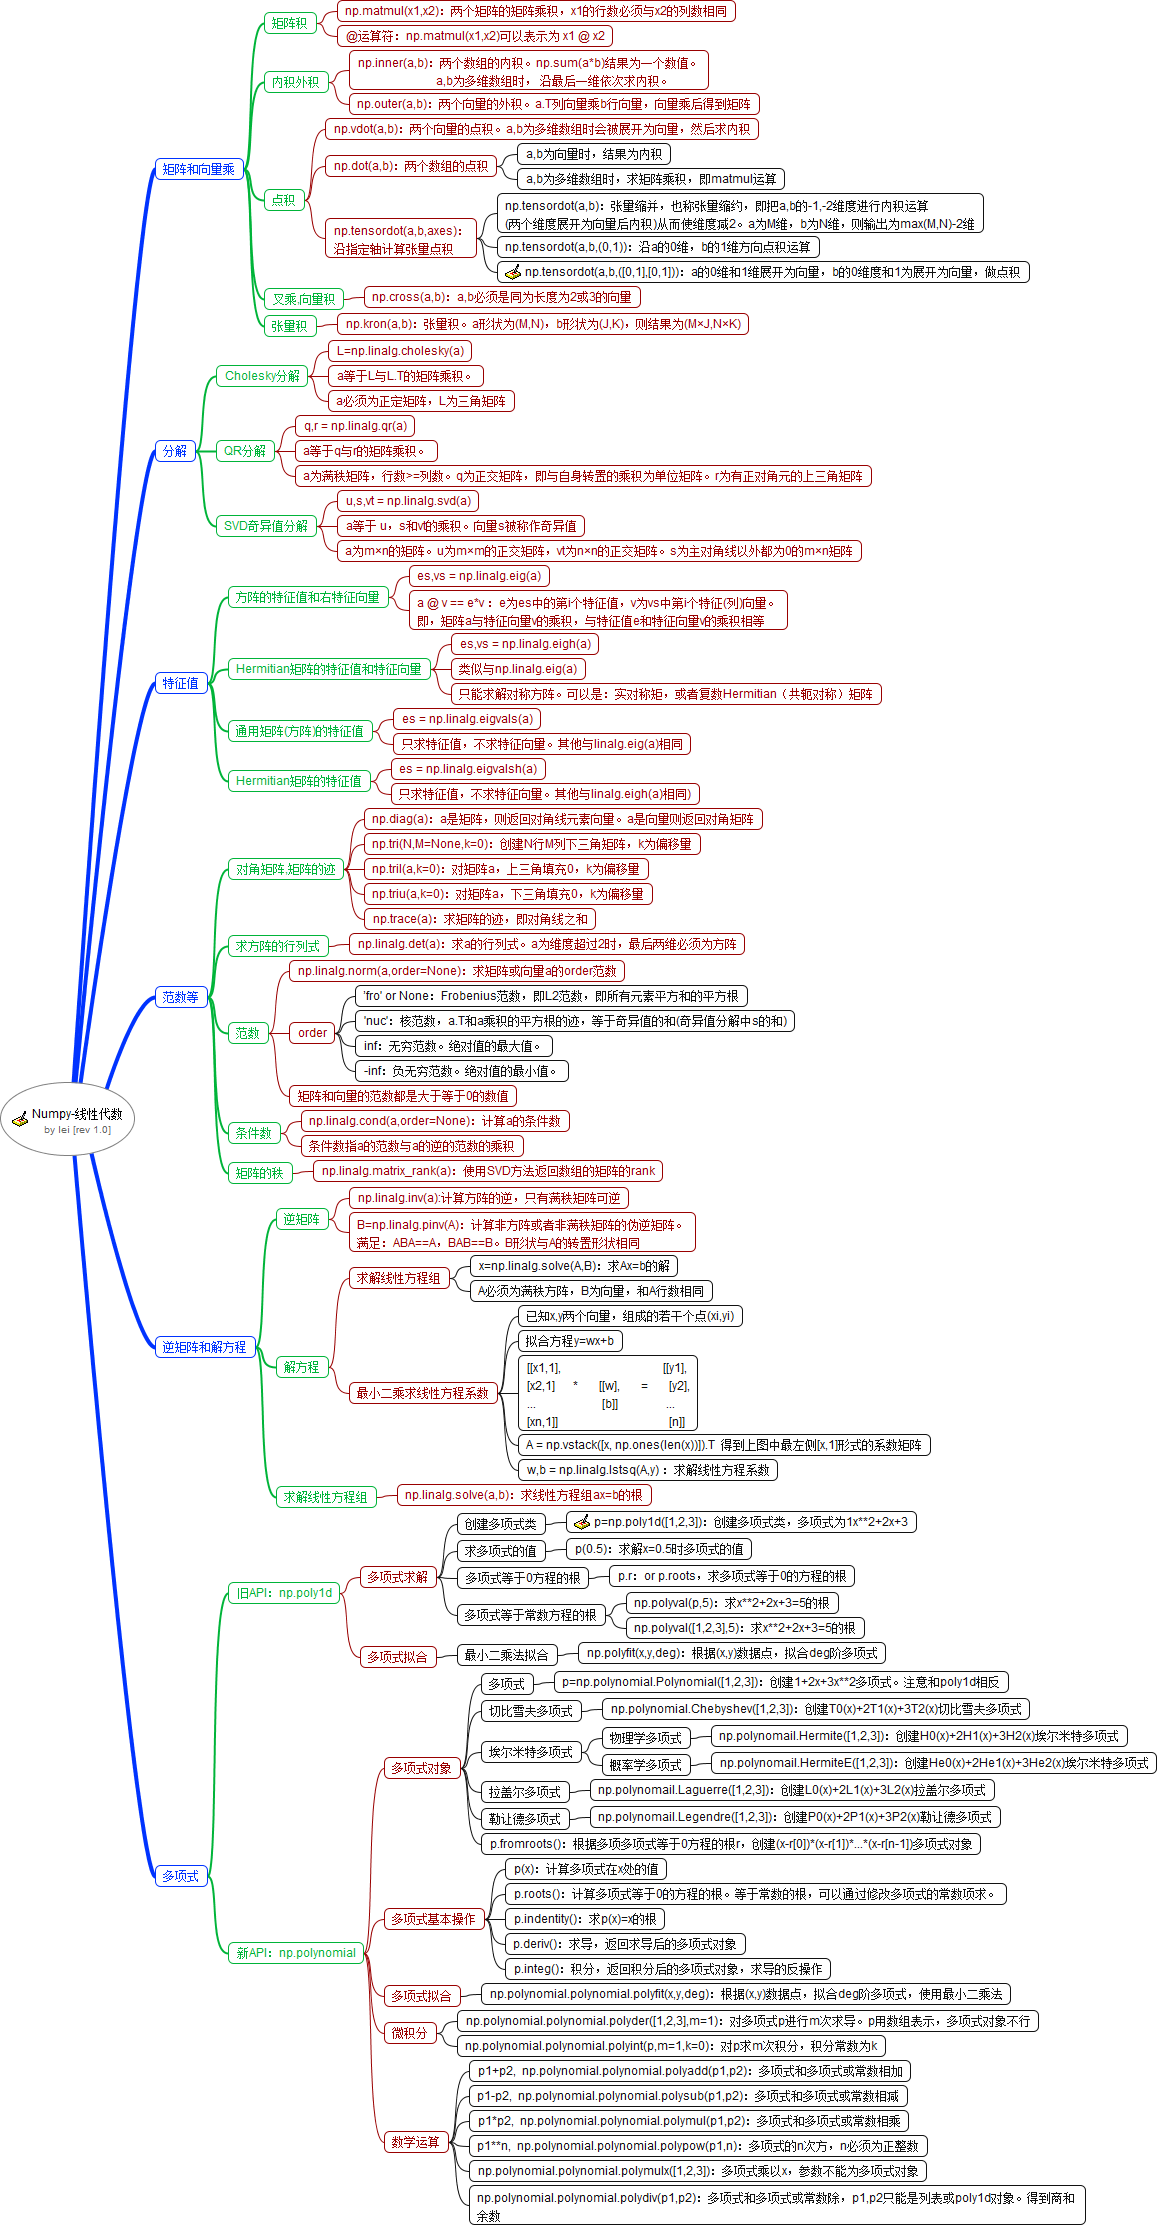 Numpy-线性代数
by lei [rev 1.0]
矩阵和向量乘
矩阵积
np.matmul(x1,x2)：两个矩阵的矩阵乘积，x1的行数必须与x2的列数相同
@运算符：np.matmul(x1,x2)可以表示为 x1 @ x2
内积外积
np.inner(a,b)：两个数组的内积。np.sum(a*b)结果为一个数值。
a,b为多维数组时，沿最后一维依次求内积。
np.outer(a,b)：两个向量的外积。a.T列向量乘b行向量，向量乘后得到矩阵
点积
np.vdot(a,b)：两个向量的点积。a,b为多维数组时会被展开为向量，然后求内积
np.dot(a,b)：两个数组的点积
a,b为向量时，结果为内积
a,b为多维数组时，求矩阵乘积，即matmul运算
np.tensordot(a,b,axes)：
沿指定轴计算张量点积
np.tensordot(a,b)：张量缩并，也称张量缩约，即把a,b的-1,-2维度进行内积运算
(两个维度展开为向量后内积)从而使维度减2。a为M维，b为N维，则输出为max(M,N)-2维
np.tensordot(a,b,(0,1))：沿a的0维，b的1维方向点积运算
np.tensordot(a,b,([0,1],[0,1]))：a的0维和1维展开为向量，b的0维度和1为展开为向量，做点积
叉乘,向量积
np.cross(a,b)：a,b必须是同为长度为2或3的向量
张量积
np.kron(a,b)：张量积。a形状为(M,N)，b形状为(J,K)，则结果为(M×J,N×K)
分解
Cholesky分解
L=np.linalg.cholesky(a)
a等于L与L.T的矩阵乘积。
a必须为正定矩阵，L为三角矩阵
QR分解
q,r = np.linalg.qr(a)
a等于q与r的矩阵乘积。
a为满秩矩阵，行数>=列数。q为正交矩阵，即与自身转置的乘积为单位矩阵。r为有正对角元的上三角矩阵
SVD奇异值分解
u,s,vt = np.linalg.svd(a)
a等于 u，s和vt的乘积。向量s被称作奇异值
a为m×n的矩阵。u为m×m的正交矩阵，vt为n×n的正交矩阵。s为主对角线以外都为0的m×n矩阵
特征值
方阵的特征值和右特征向量
es,vs = np.linalg.eig(a)
a @ v == e*v ：e为es中的第i个特征值，v为vs中第i个特征(列)向量。
即，矩阵a与特征向量v的乘积，与特征值e和特征向量v的乘积相等
Hermitian矩阵的特征值和特征向量
es,vs = np.linalg.eigh(a)
类似与np.linalg.eig(a)
只能求解对称方阵。可以是：实对称矩，或者复数Hermitian（共轭对称）矩阵
通用矩阵(方阵)的特征值
es = np.linalg.eigvals(a)
只求特征值，不求特征向量。其他与linalg.eig(a)相同
Hermitian矩阵的特征值
es = np.linalg.eigvalsh(a)
只求特征值，不求特征向量。其他与linalg.eigh(a)相同)
范数等
对角矩阵,矩阵的迹
np.diag(a)：a是矩阵，则返回对角线元素向量。a是向量则返回对角矩阵
np.tri(N,M=None,k=0)：创建N行M列下三角矩阵，k为偏移量
np.tril(a,k=0)：对矩阵a，上三角填充0，k为偏移量
np.triu(a,k=0)：对矩阵a，下三角填充0，k为偏移量
np.trace(a)：求矩阵的迹，即对角线之和
求方阵的行列式
np.linalg.det(a)：求a的行列式。a为维度超过2时，最后两维必须为方阵
范数
np.linalg.norm(a,order=None)：求矩阵或向量a的order范数
order
'fro' or None：Frobenius范数，即L2范数，即所有元素平方和的平方根
'nuc'：核范数，a.T和a乘积的平方根的迹，等于奇异值的和(奇异值分解中s的和)
inf：无穷范数。绝对值的最大值。
-inf：负无穷范数。绝对值的最小值。
矩阵和向量的范数都是大于等于0的数值
条件数
np.linalg.cond(a,order=None)：计算a的条件数
条件数指a的范数与a的逆的范数的乘积
矩阵的秩
np.linalg.matrix_rank(a)：使用SVD方法返回数组的矩阵的rank
逆矩阵和解方程
逆矩阵
np.linalg.inv(a):计算方阵的逆，只有满秩矩阵可逆
B=np.linalg.pinv(A)：计算非方阵或者非满秩矩阵的伪逆矩阵。
满足：ABA==A，BAB==B。B形状与A的转置形状相同
解方程
求解线性方程组
x=np.linalg.solve(A,B)：求Ax=b的解
A必须为满秩方阵，B为向量，和A行数相同
最小二乘求线性方程系数
已知x,y两个向量，组成的若干个点(xi,yi)
拟合方程y=wx+b
[[x1,1], [[y1],
[x2,1] * [[w], = [y2],
... [b]] ...
[xn,1]] [n]]
A = np.vstack([x, np.ones(len(x))]).T 得到上图中最左侧[x,1]形式的系数矩阵
w,b = np.linalg.lstsq(A,y)：求解线性方程系数
求解线性方程组
np.linalg.solve(a,b)：求线性方程组ax=b的根
多项式
旧API：np.poly1d
多项式求解
创建多项式类
p=np.poly1d([1,2,3])：创建多项式类，多项式为1x**2+2x+3
求多项式的值
p(0.5)：求解x=0.5时多项式的值
多项式等于0方程的根
p.r：or p.roots，求多项式等于0的方程的根
多项式等于常数方程的根
np.polyval(p,5)：求x**2+2x+3=5的根
np.polyval([1,2,3],5)：求x**2+2x+3=5的根
多项式拟合
最小二乘法拟合
np.polyfit(x,y,deg)：根据(x,y)数据点，拟合deg阶多项式
新API：np.polynomial
多项式对象
多项式
p=np.polynomial.Polynomial([1,2,3])：创建1+2x+3x**2多项式。注意和poly1d相反
切比雪夫多项式
np.polynomial.Chebyshev([1,2,3])：创建T0(x)+2T1(x)+3T2(x)切比雪夫多项式
埃尔米特多项式
物理学多项式
np.polynomail.Hermite([1,2,3])：创建H0(x)+2H1(x)+3H2(x)埃尔米特多项式
概率学多项式
np.polynomail.HermiteE([1,2,3])：创建He0(x)+2He1(x)+3He2(x)埃尔米特多项式
拉盖尔多项式
np.polynomail.Laguerre([1,2,3])：创建L0(x)+2L1(x)+3L2(x)拉盖尔多项式
勒让德多项式
np.polynomail.Legendre([1,2,3])：创建P0(x)+2P1(x)+3P2(x)勒让德多项式
p.fromroots()：根据多项多项式等于0方程的根r，创建(x-r[0])*(x-r[1])*...*(x-r[n-1])多项式对象
多项式基本操作
p(x)：计算多项式在x处的值
p.roots()：计算多项式等于0的方程的根。等于常数的根，可以通过修改多项式的常数项求。
p.indentity()：求p(x)=x的根
p.deriv()：求导，返回求导后的多项式对象
p.integ()：积分，返回积分后的多项式对象，求导的反操作
多项式拟合
np.polynomial.polynomial.polyfit(x,y,deg)：根据(x,y)数据点，拟合deg阶多项式，使用最小二乘法
微积分
np.polynomial.polynomial.polyder([1,2,3],m=1)：对多项式p进行m次求导。p用数组表示，多项式对象不行
np.polynomial.polynomial.polyint(p,m=1,k=0)：对p求m次积分，积分常数为k
数学运算
p1+p2，np.polynomial.polynomial.polyadd(p1,p2)：多项式和多项式或常数相加
p1-p2，np.polynomial.polynomial.polysub(p1,p2)：多项式和多项式或常数相减
p1*p2，np.polynomial.polynomial.polymul(p1,p2)：多项式和多项式或常数相乘
p1**n，np.polynomial.polynomial.polypow(p1,n)：多项式的n次方，n必须为正整数
np.polynomial.polynomial.polymulx([1,2,3])：多项式乘以x，参数不能为多项式对象
np.polynomial.polynomial.polydiv(p1,p2)：多项式和多项式或常数除，p1,p2只能是列表或poly1d对象。得到商和
余数